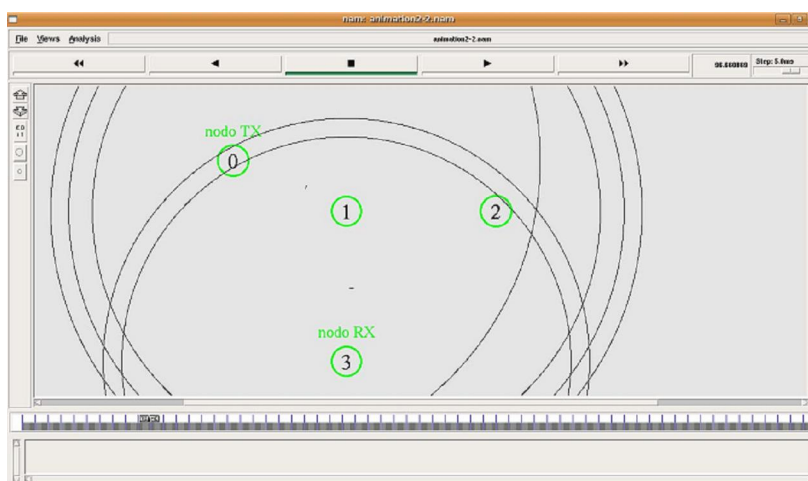 nam: animation2-2.nam
File Views Analysis
animation2-2.nam
Step: 5.0ms
nodo TX
0
1
2
nodo RX
3